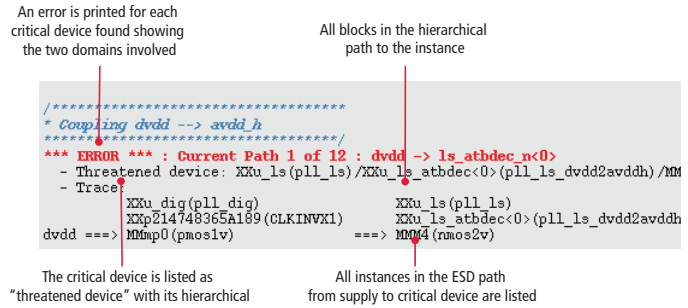 An error is printed for each
critical device found showing
the two domains involved
All blocks in the hierarchical
path to the instance
/**********************************
* Coupling dvdd --> avdd_h
**********************************/
*** ERROR *** : Current Path 1 of 12 : dvdd -> ls_atbdec_n<0>
- Threatened device: XXu_ls(pll_ls)/XXu_ls_atbdec<0>(pll_ls_dvdd2avddh)/MM
- Trace:
XXu_dig(pll_dig) XXu_ls(pll_ls)
XXp214748365A189(CLKINVX1) XXu_ls_atbdec<0>(pll_ls_dvdd2avddh
dvdd ===> MMmp0(pmos1v) ===> MMM4(nmos2v)
The critical device is listed as
"threatened device" with its hierarchical
All instances in the ESD path
from supply to critical device are listed